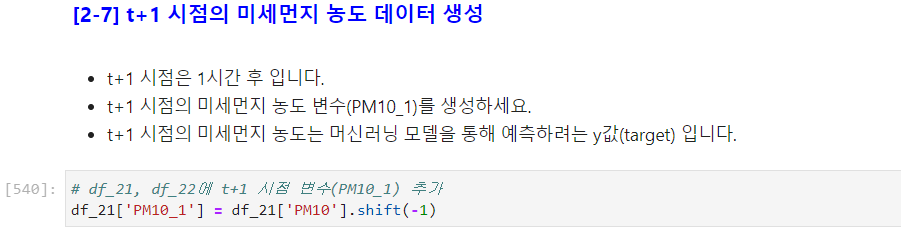 [2-7] t+1 시점의 미세먼지 농도 데이터 생성
• t+1 시점은 1시간 후 입니다.
• t+1 시점의 미세먼지 농도 변수(PM10_1)를 생성하세요.
• t+1 시점의 미세먼지 농도는 머신러닝 모델을 통해 예측하려는 y값(target) 입니다.
[540]: # df_21, df_22에 t+1 시점 변수(PM10_1) 추가
df_21['PM10_1'] = df_21['PM10'].shift(-1)